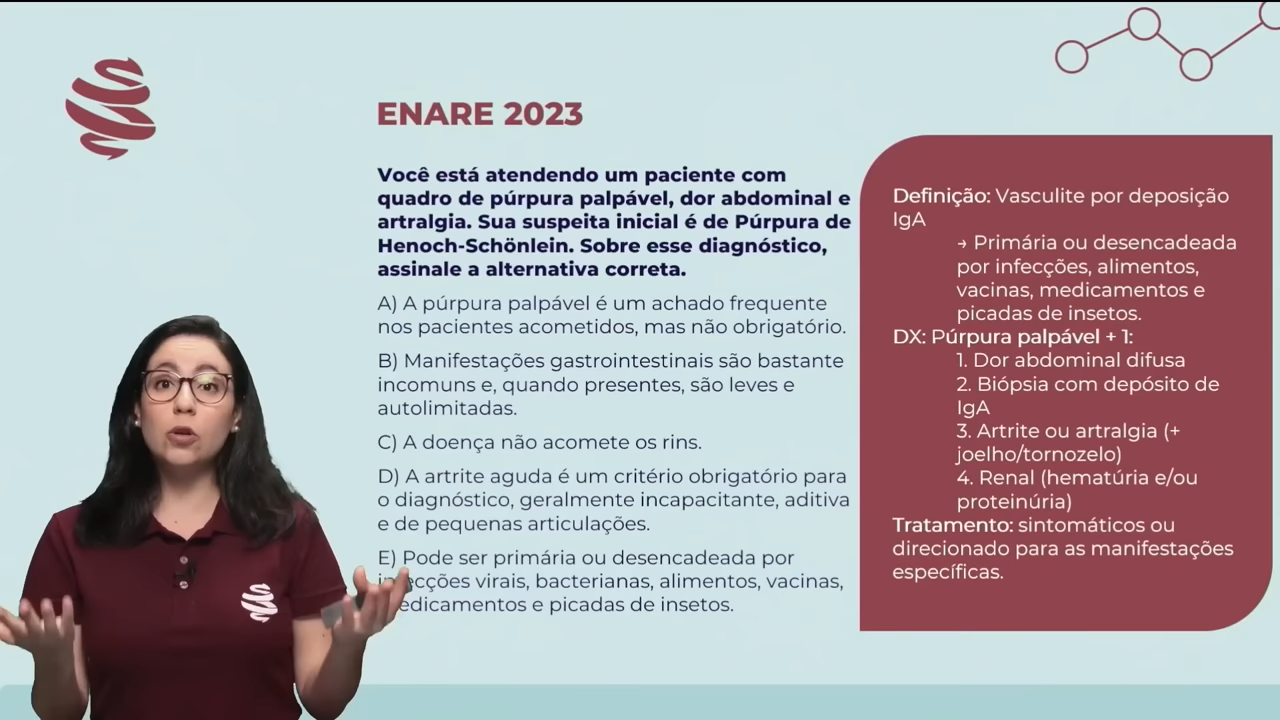 ENARE 2023
Você está atendendo um paciente com
quadro de púrpura palpável, dor abdominal e
artralgia. Sua suspeita inicial é de Púrpura de
Henoch-Schönlein. Sobre esse diagnóstico,
assinale a alternativa correta.
A) A púrpura palpável é um achado frequente
nos pacientes acometidos, mas não obrigatório.
B) Manifestações gastrointestinais são bastante
incomuns e, quando presentes, são leves e
autolimitadas.
C) A doença não acomete os rins.
D) A artrite aguda é um critério obrigatório para
o diagnóstico, geralmente incapacitante, aditiva
e de pequenas articulações.
E) Pode ser primária ou desencadeada por
infecções virais, bacterianas, alimentos, vacinas,
medicamentos e picadas de insetos.
Definição: Vasculite por deposição
IgA
→ Primária ou desencadeada
por infecções, alimentos,
vacinas, medicamentos e
picadas de insetos.
DX: Púrpura palpável + 1:
1. Dor abdominal difusa
2. Biópsia com depósito de
IgA
3. Artrite ou artralgia (+
joelho/tornozelo)
4. Renal (hematúria e/ou
proteinúria)
Tratamento: sintomáticos ou
direcionado para as manifestações
específicas.